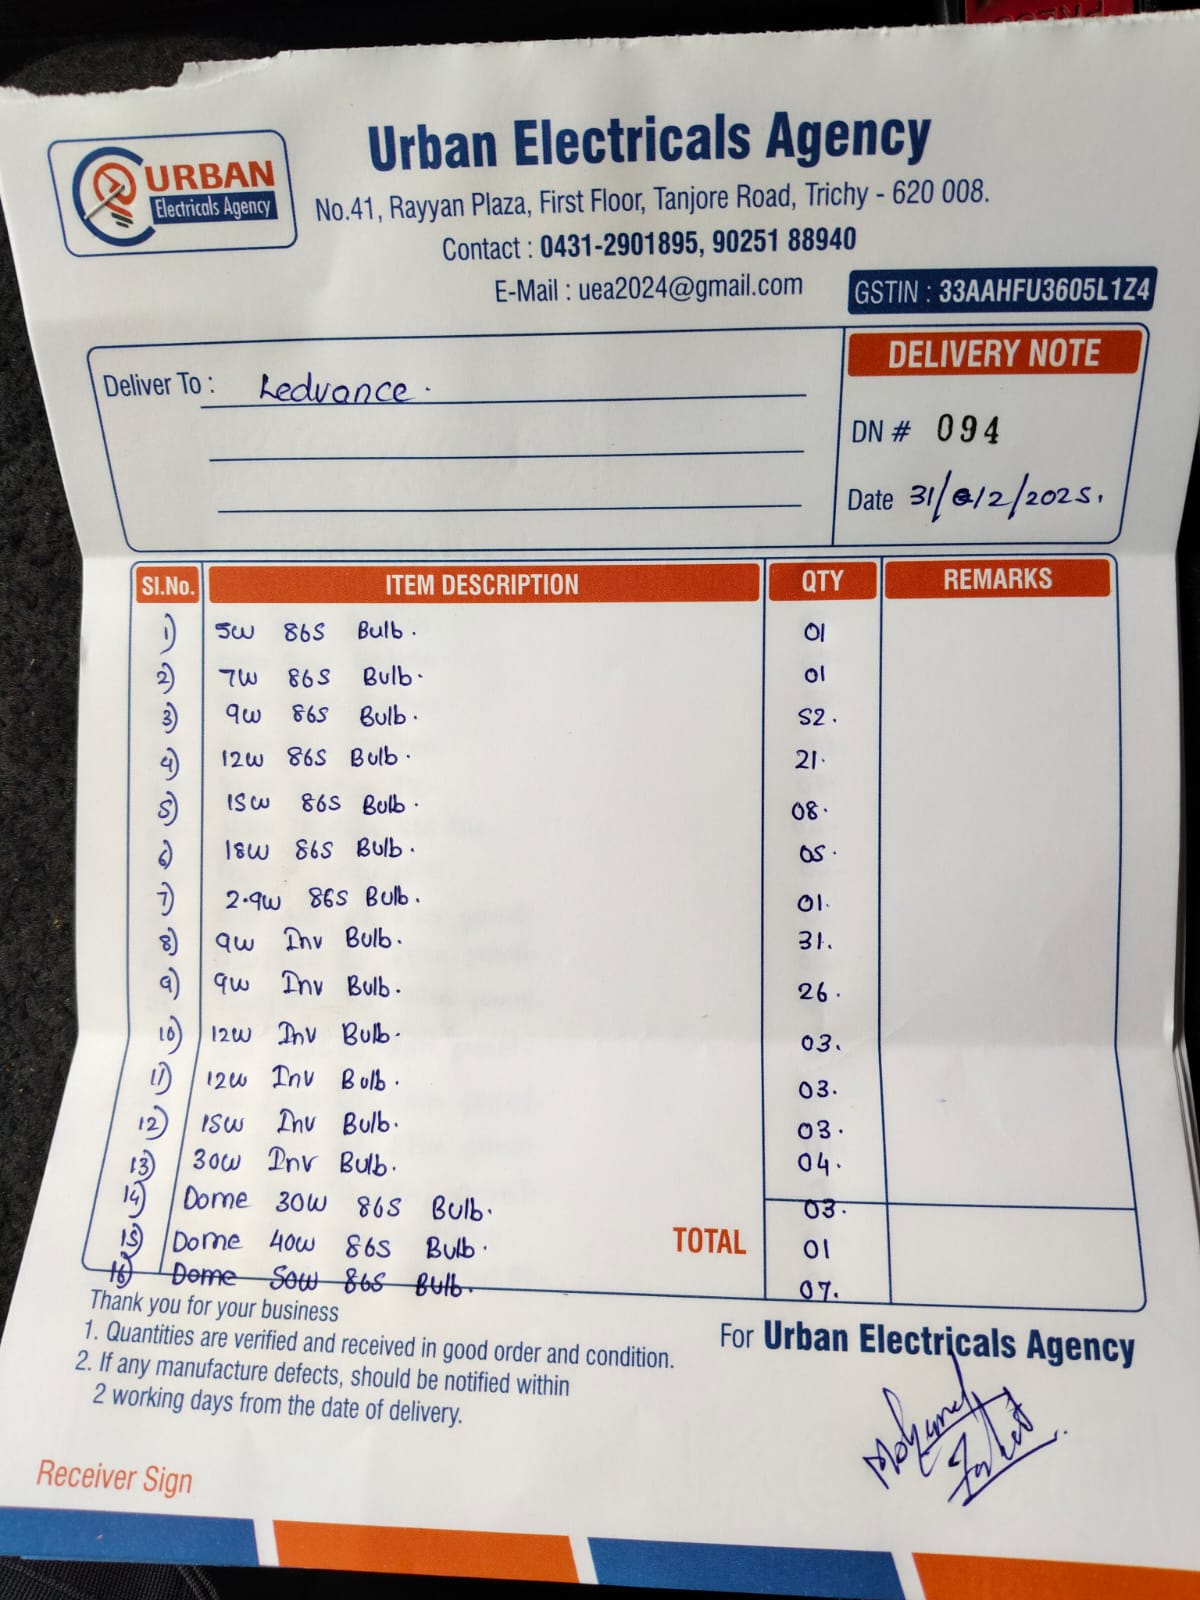 URBAN
Electricals Agency
Urban Electricals Agency
No.41, Rayyan Plaza, First Floor, Tanjore Road, Trichy - 620 008.
Contact : 0431-2901895, 90251 88940
E-Mail : uea2024@gmail.com
GSTIN : 33AAHFU3605L1Z4
Deliver To : Ledvance.
DELIVERY NOTE
DN # 094
Date 31/12/2025.
Sl.No. ITEM DESCRIPTION QTY REMARKS
1) 5W 865 Bulb. 01
2) 7W 865 Bulb. 01
3) 9W 865 Bulb. 52.
4) 12W 865 Bulb. 21.
5) 15W 865 Bulb. 08.
6) 18W 865 Bulb. 05.
7) 2.9W 865 Bulb. 01.
8) 9W Inv Bulb. 31.
9) 9W Inv Bulb. 26.
10) 12W Inv Bulb. 03.
11) 12W Inv Bulb. 03.
12) 15W Inv Bulb. 03.
13) 30W Inv Bulb. 04.
14) Dome 30W 865 Bulb. 03.
15) Dome 40W 865 Bulb. 01
16) Dome 50W 865 Bulb. 07.
TOTAL
Thank you for your business
1. Quantities are verified and received in good order and condition.
2. If any manufacture defects, should be notified within
2 working days from the date of delivery.
For Urban Electricals Agency
Receiver Sign